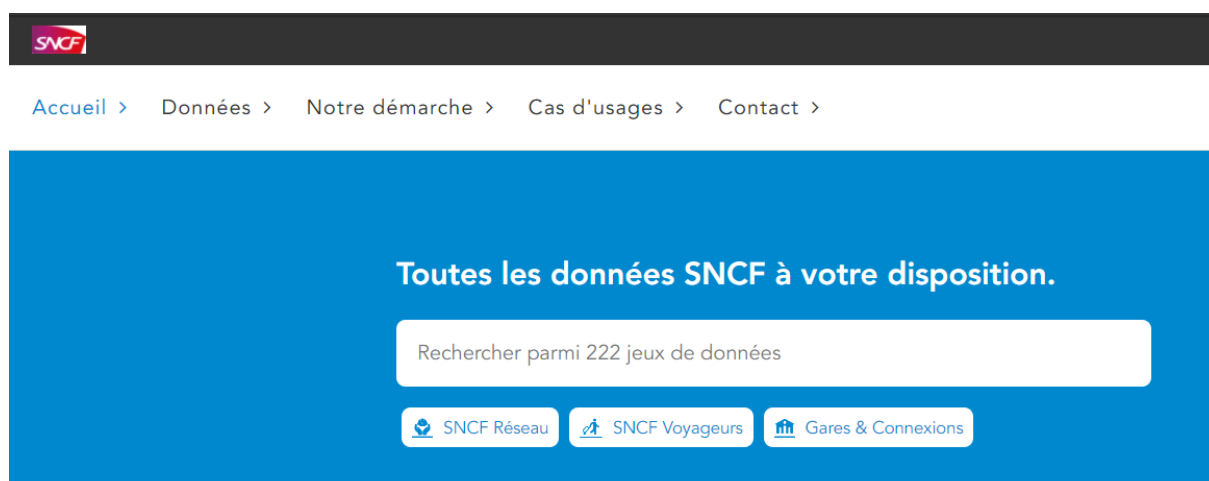 SNCF
Accueil > Données > Notre démarche > Cas d'usages > Contact >
Toutes les données SNCF à votre disposition.
Rechercher parmi 222 jeux de données
SNCF Réseau SNCF Voyageurs Gares & Connexions